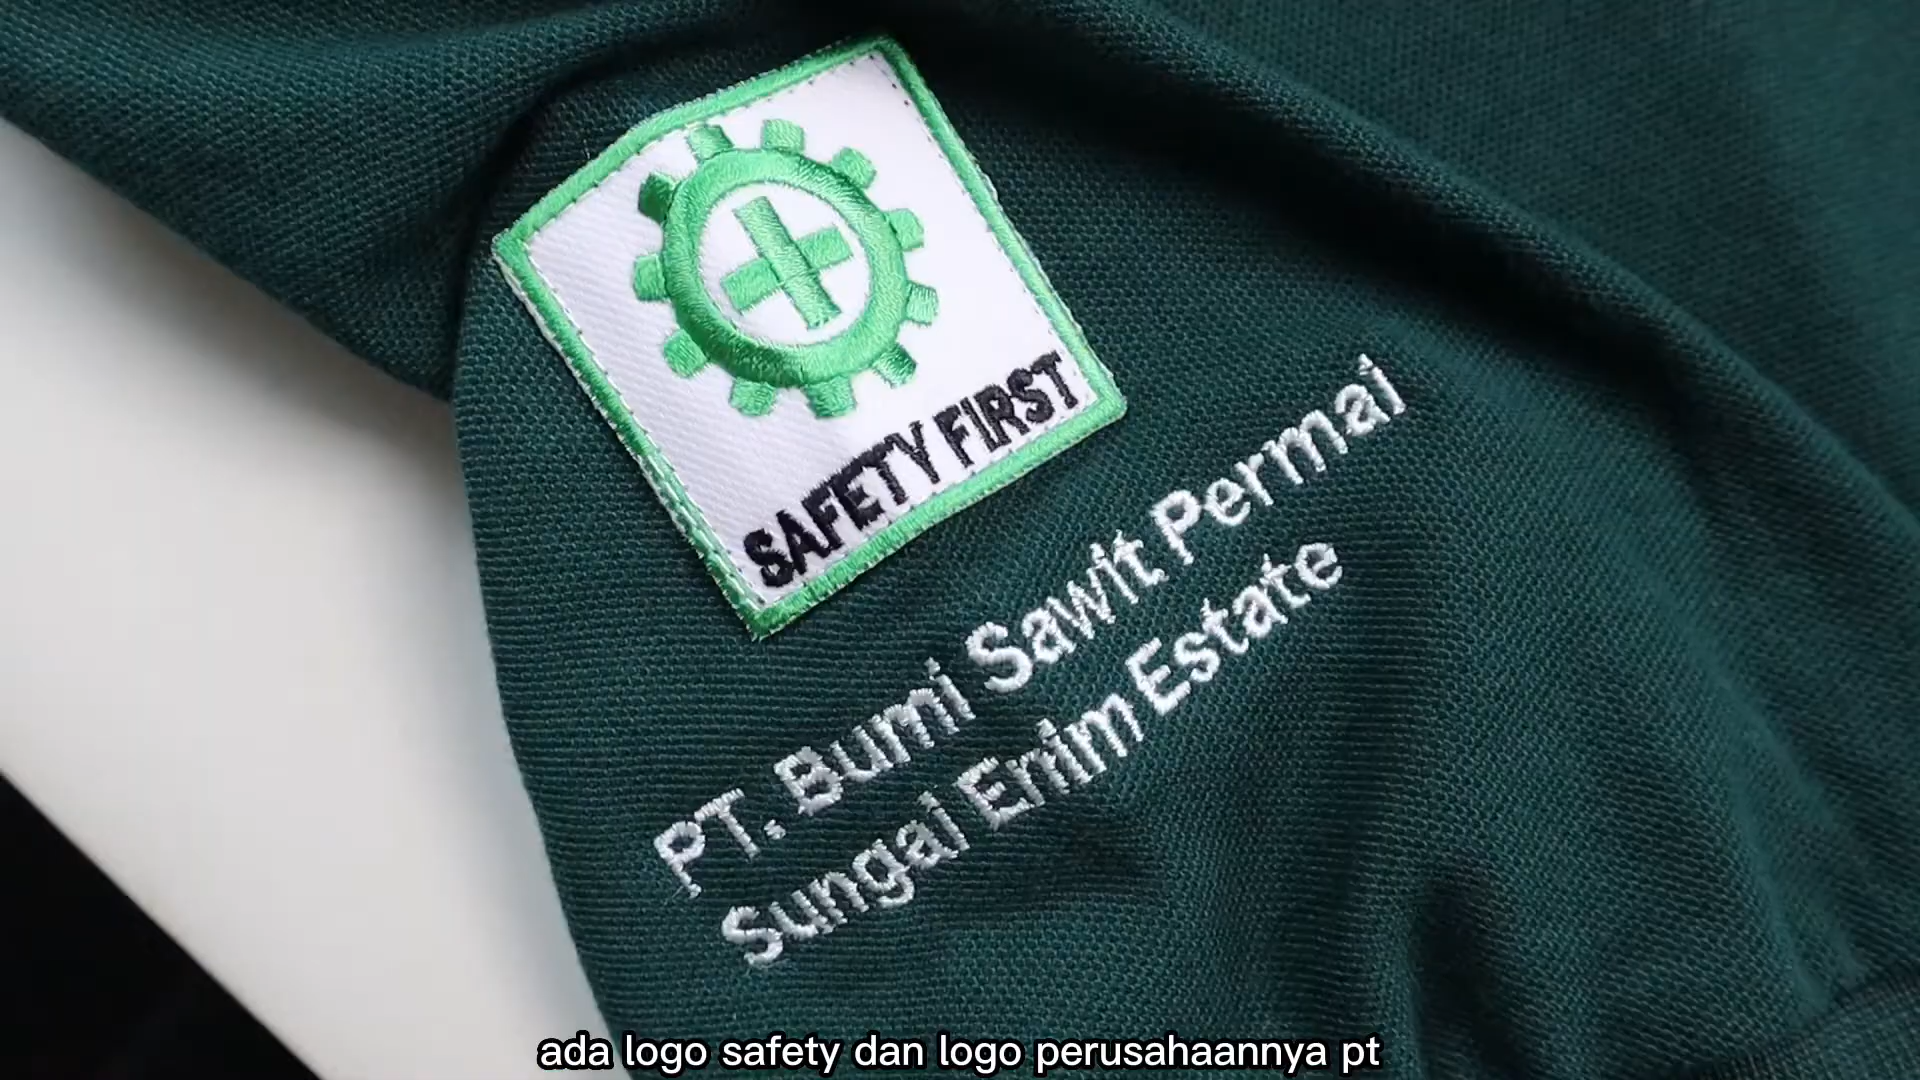 SAFETY FIRST
PT. Bumi Sawit Permai
Sungai Enim Estate
ada logo safety dan logo perusahaannya pt